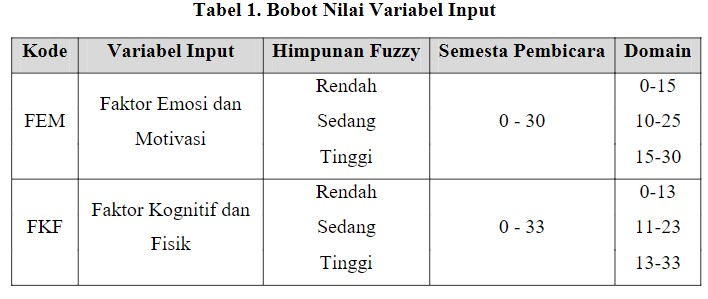 Tabel 1. Bobot Nilai Variabel Input
Kode Variabel Input Himpunan Fuzzy Semesta Pembicara Domain
FEM Faktor Emosi dan Motivasi Rendah 0-15
Sedang 0 - 30 10-25
Tinggi 15-30
FKF Faktor Kognitif dan Fisik Rendah 0-13
Sedang 0 - 33 11-23
Tinggi 13-33